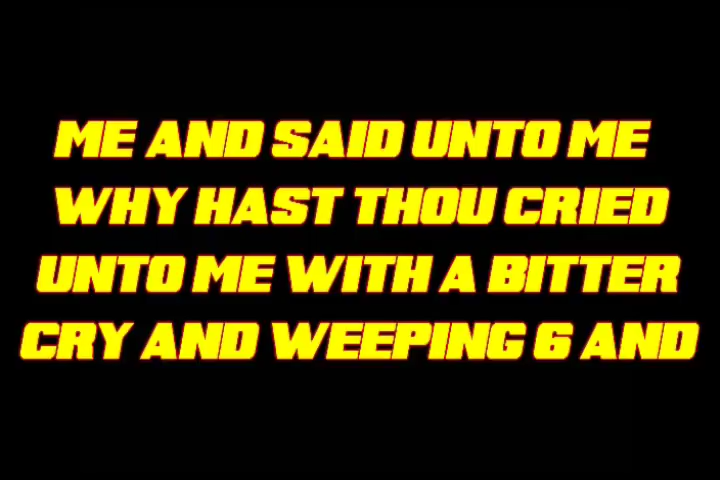 ME AND SAID UNTO ME
WHY HAST THOU CRIED
UNTO ME WITH A BITTER
CRY AND WEEPING 6 AND